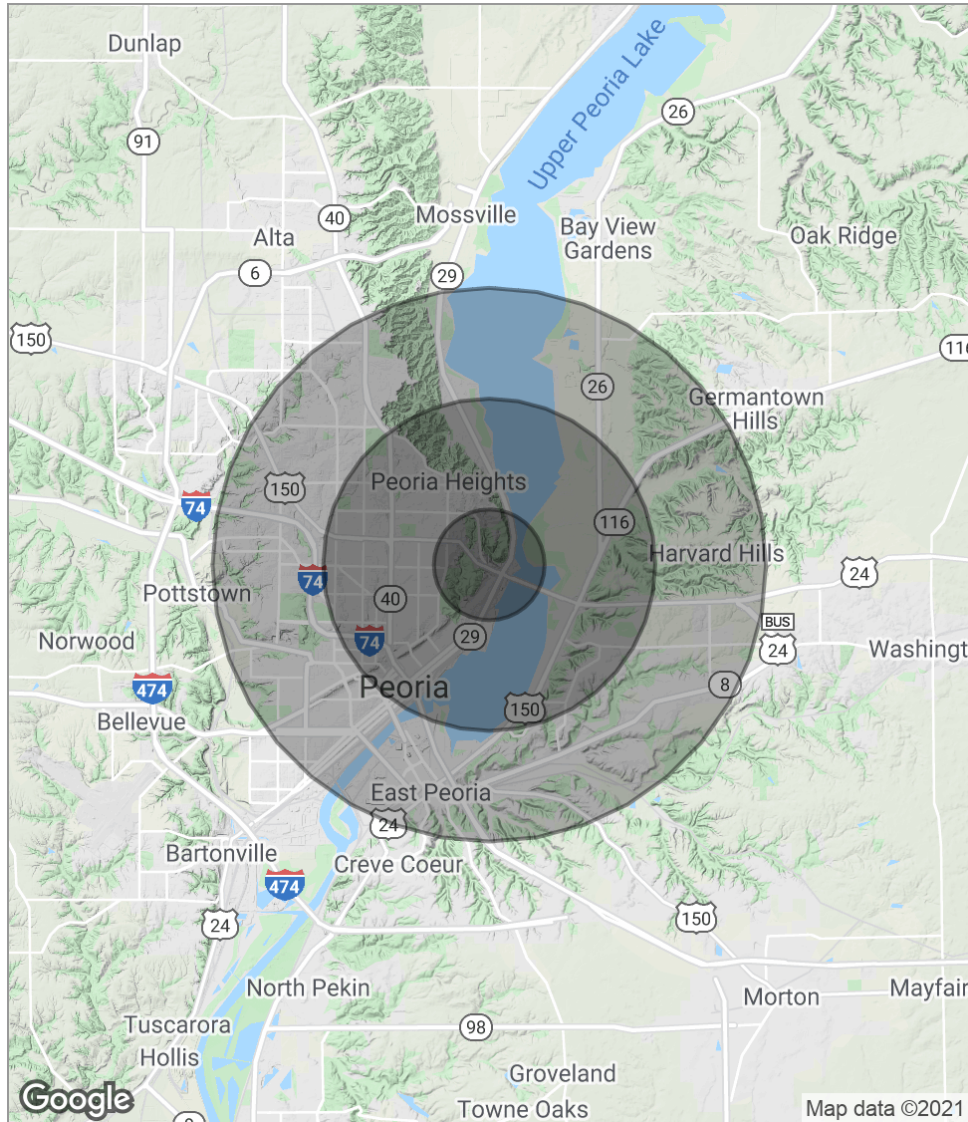 Dunlap
Upper Peoria Lake
26
91
40
Mossville
Bay View
Gardens
Alta
Oak Ridge
6
29
150
116
26
Germantown
Hills
Peoria Heights
150
74
116
Harvard Hills
24
74
Pottstown
40
BUS
24
29
74
Norwood
Washingt
474
Peoria
8
150
Bellevue
East Peoria
24
Bartonville
Creve Coeur
474
24
150
North Pekin
Morton
Mayfair
Tuscarora
Hollis
98
Groveland
Towne Oaks
Google
Map data ©2021